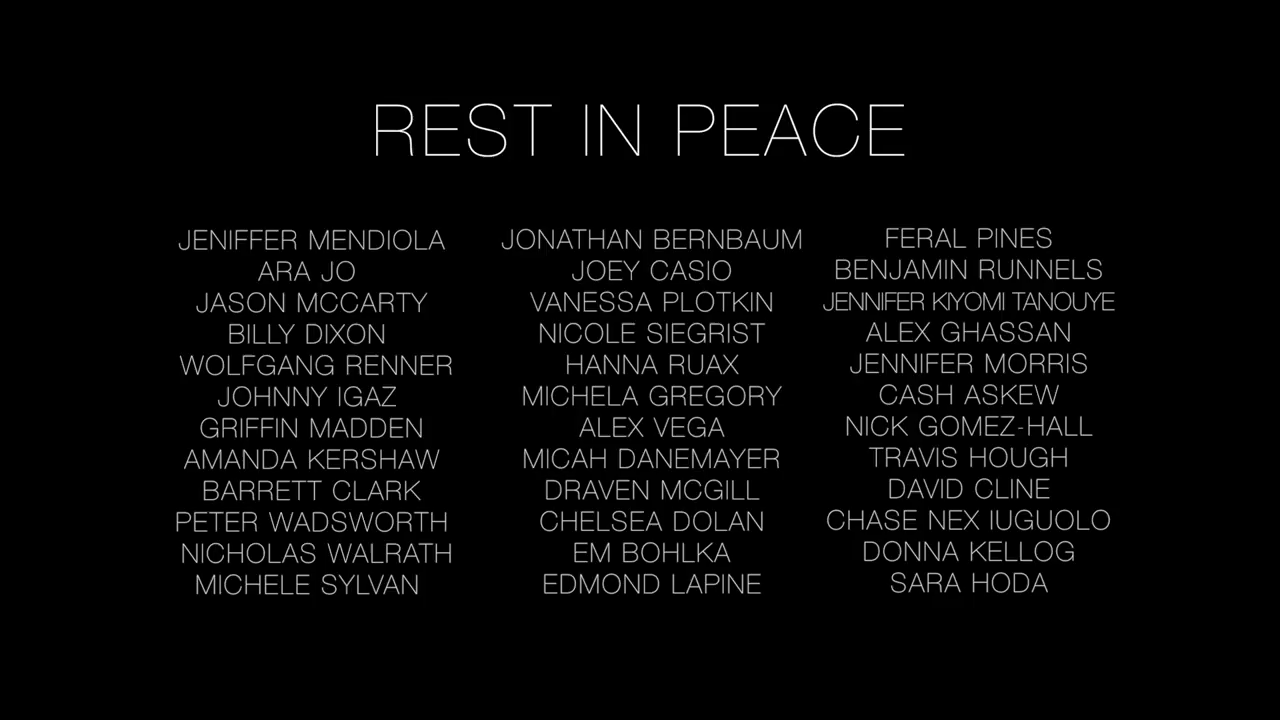 REST IN PEACE
JENIFFER MENDIOLA
ARA JO
JASON MCCARTY
BILLY DIXON
WOLFGANG RENNER
JOHNNY IGAZ
GRIFFIN MADDEN
AMANDA KERSHAW
BARRETT CLARK
PETER WADSWORTH
NICHOLAS WALRATH
MICHELE SYLVAN
JONATHAN BERNBAUM
JOEY CASIO
VANESSA PLOTKIN
NICOLE SIEGRIST
HANNA RUAX
MICHELA GREGORY
ALEX VEGA
MICAH DANEMAYER
DRAVEN MCGILL
CHELSEA DOLAN
EM BOHLKA
EDMOND LAPINE
FERAL PINES
BENJAMIN RUNNELS
JENNIFER KIYOMI TANOUYE
ALEX GHASSAN
JENNIFER MORRIS
CASH ASKEW
NICK GOMEZ-HALL
TRAVIS HOUGH
DAVID CLINE
CHASE NEX IUGUOLO
DONNA KELLOG
SARA HODA